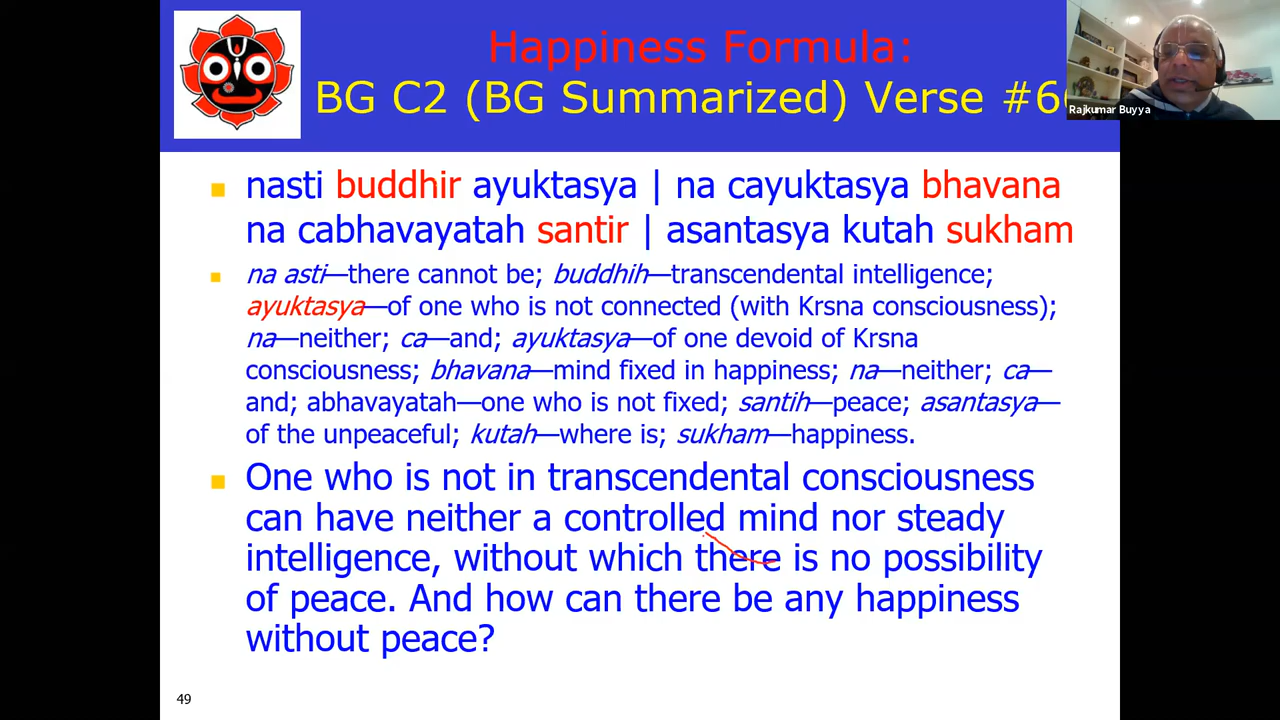 Happiness Formula:
BG C2 (BG Summarized) Verse #6
Rajkumar Buyya
nasti buddhir ayuktasya | na cayuktasya bhavana
na cabhavayatah santir | asantasya kutah sukham
na asti—there cannot be; buddhih—transcendental intelligence;
ayuktasya—of one who is not connected (with Krsna consciousness);
na—neither; ca—and; ayuktasya—of one devoid of Krsna
consciousness; bhavana—mind fixed in happiness; na—neither; ca—
and; abhavayatah—one who is not fixed; santih—peace; asantasya—
of the unpeaceful; kutah—where is; sukham—happiness.
One who is not in transcendental consciousness
can have neither a controlled mind nor steady
intelligence, without which there is no possibility
of peace. And how can there be any happiness
without peace?
49